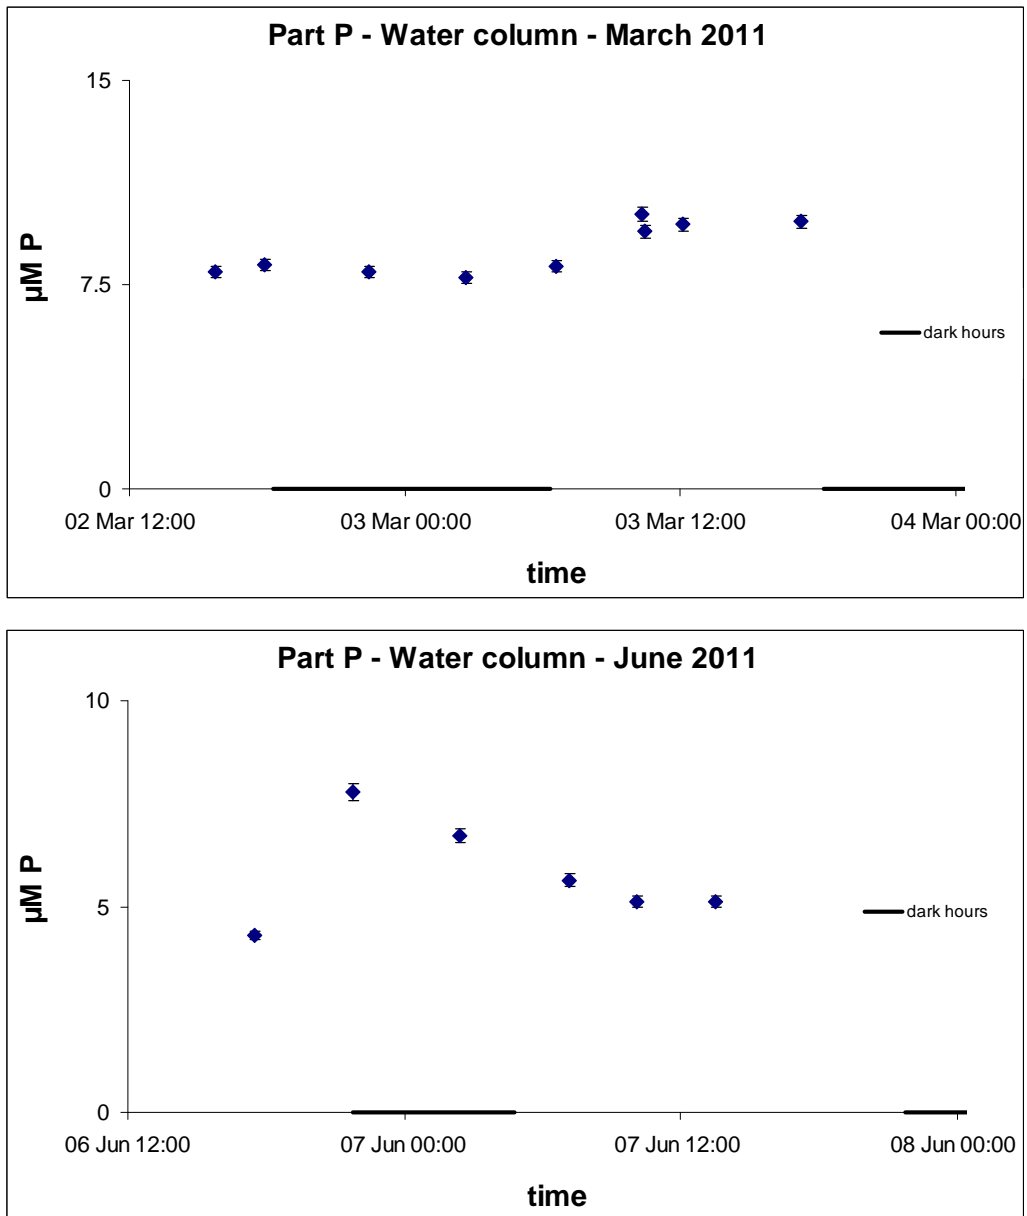 Part P - Water column - March 2011
15
7.5
0
µM P
02 Mar 12:00 03 Mar 00:00 03 Mar 12:00 04 Mar 00:00
time
dark hours
Part P - Water column - June 2011
10
5
0
µM P
06 Jun 12:00 07 Jun 00:00 07 Jun 12:00 08 Jun 00:00
time
dark hours